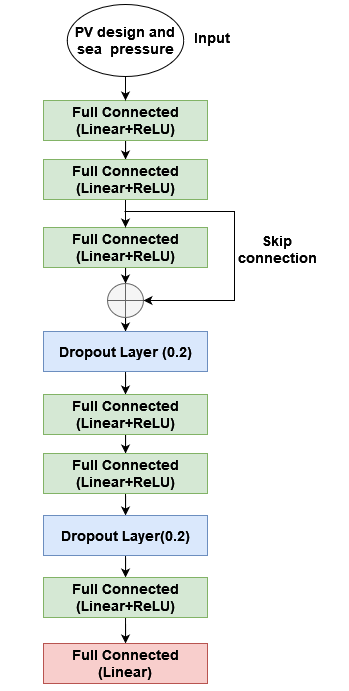 PV design and
sea pressure
Input
Full Connected
(Linear+ReLU)
Full Connected
(Linear+ReLU)
Full Connected
(Linear+ReLU)
Skip
connection
Dropout Layer (0.2)
Full Connected
(Linear+ReLU)
Full Connected
(Linear+ReLU)
Dropout Layer(0.2)
Full Connected
(Linear+ReLU)
Full Connected
(Linear)